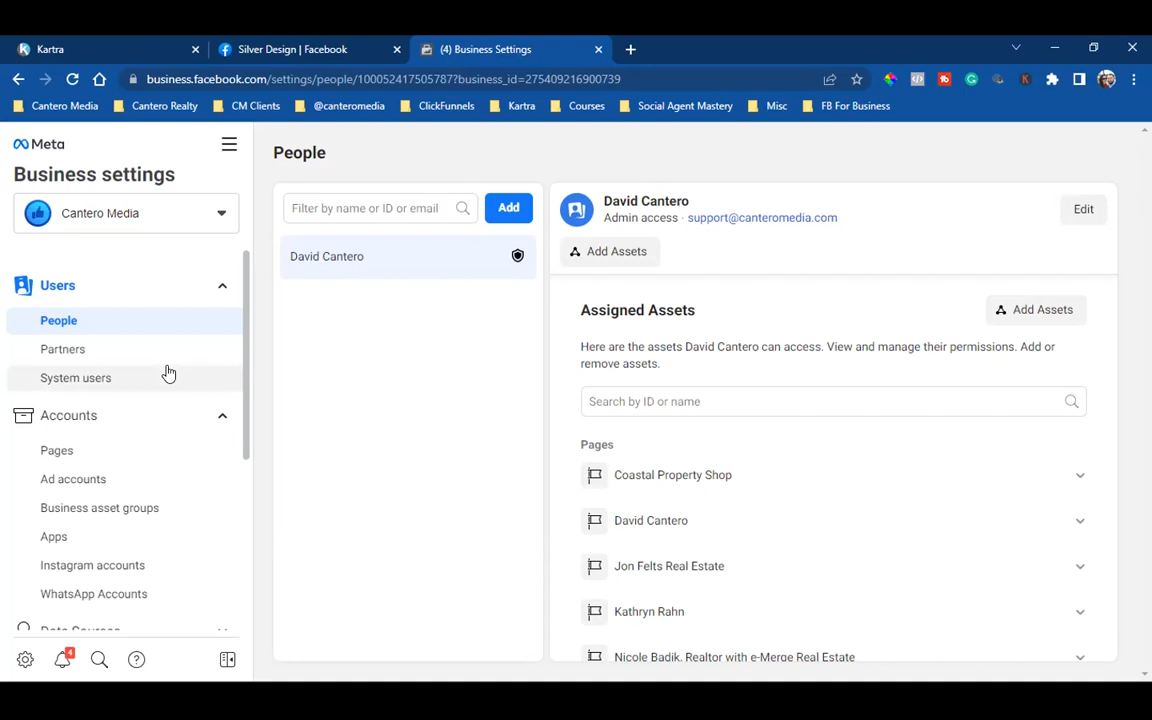 Kartra
Silver Design | Facebook
(4) Business Settings
business.facebook.com/settings/people/100052417505787?business_id=275409216900739
Cantero Media
Cantero Realty
CM Clients
@canteromedia
ClickFunnels
Kartra
Courses
Social Agent Mastery
Misc
FB For Business
Meta
Business settings
Cantero Media
Users
People
Partners
System users
Accounts
Pages
Ad accounts
Business asset groups
Apps
Instagram accounts
WhatsApp Accounts
4
People
Filter by name or ID or email
Add
David Cantero
David Cantero
Admin access · support@canteromedia.com
Edit
Add Assets
Assigned Assets
Add Assets
Here are the assets David Cantero can access. View and manage their permissions. Add or
remove assets.
Search by ID or name
Pages
Coastal Property Shop
David Cantero
Jon Felts Real Estate
Kathryn Rahn
Nicole Badik, Realtor with e-Merge Real Estate